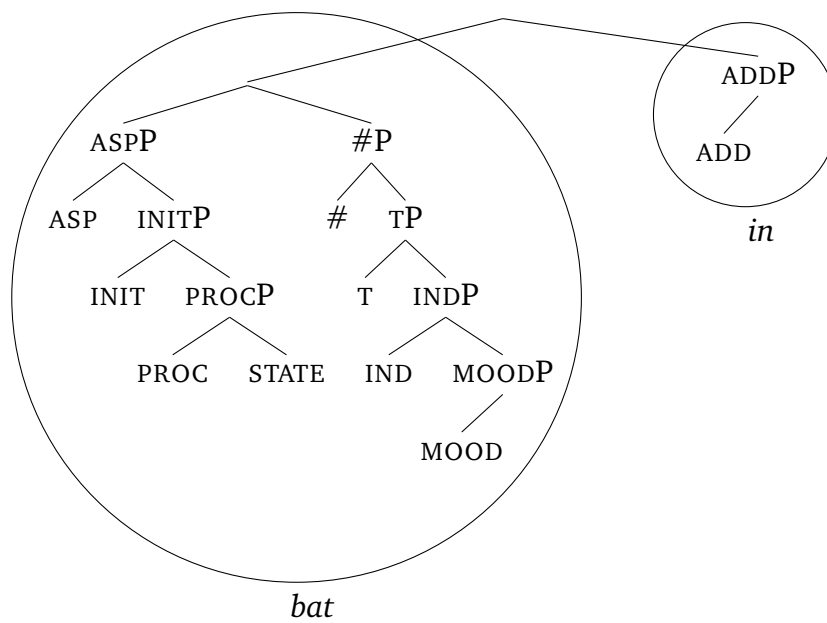 ADDP
ASPP #P ADD
ASP INITP # TP in
INIT PROCP T INDP
PROC STATE IND MOODP
MOOD
bat